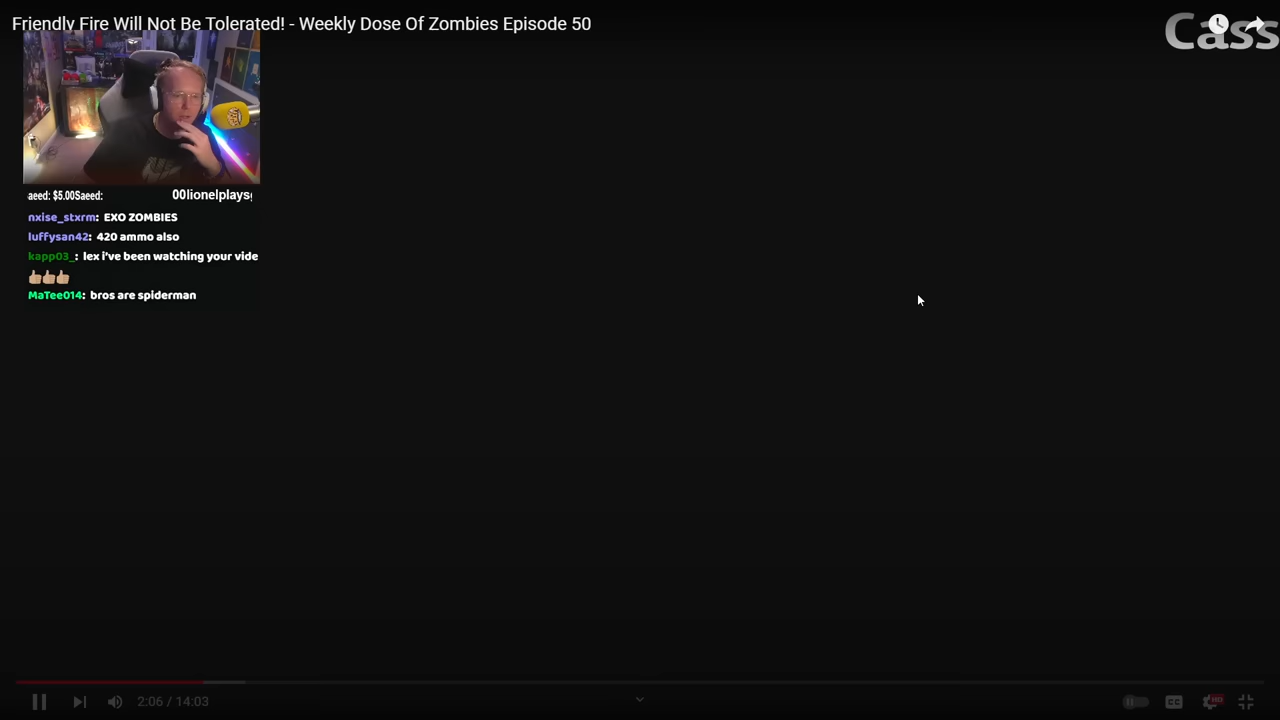 Friendly Fire Will Not Be Tolerated! - Weekly Dose Of Zombies Episode 50
Cass
aeed: $5.00Saeed: 00lionelplays
nxise_stxrm: EXO ZOMBIES
luffysan42: 420 ammo also
kapp03_: lex i've been watching your vide
MaTee014: bros are spiderman
2:06 / 14:03
CC
HD